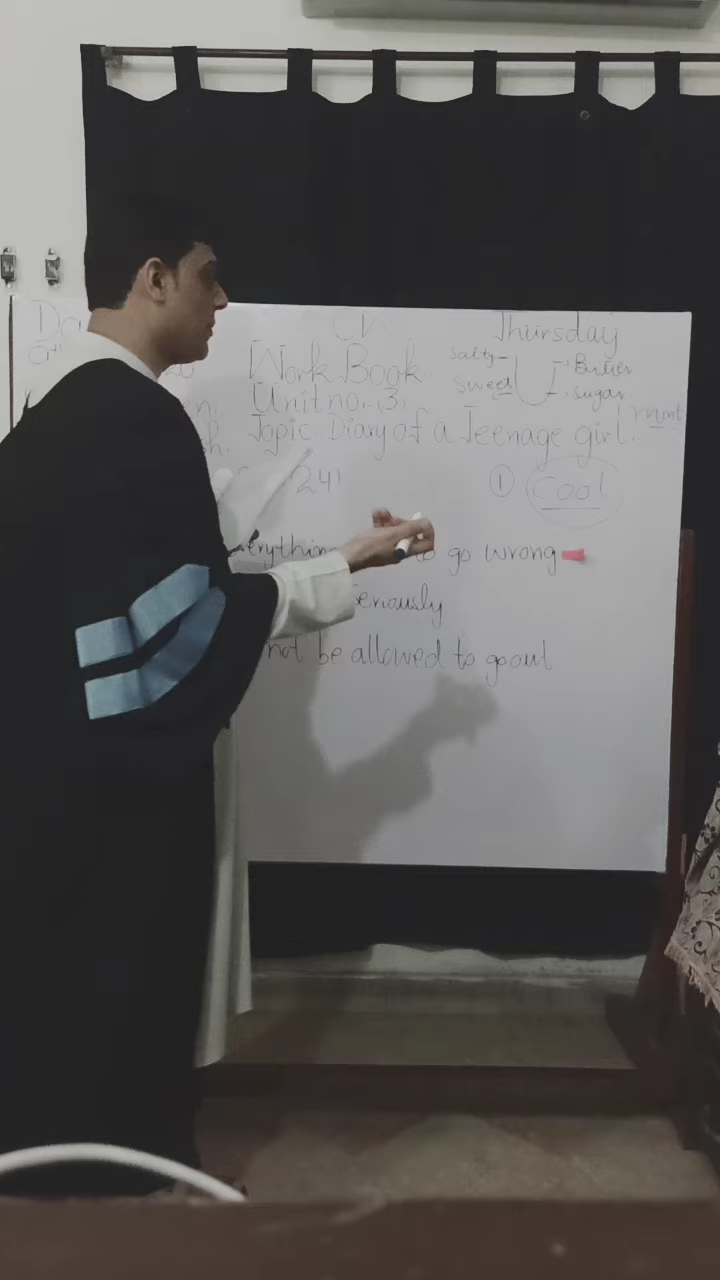 Thursday
Work Book.
Salty
Bitter
Sweet
sugar
Unit no. 3.
Topic Diary of a Teenage girl.
mint
24
① Cool
go wrong
Seriously
not be allowed to go out